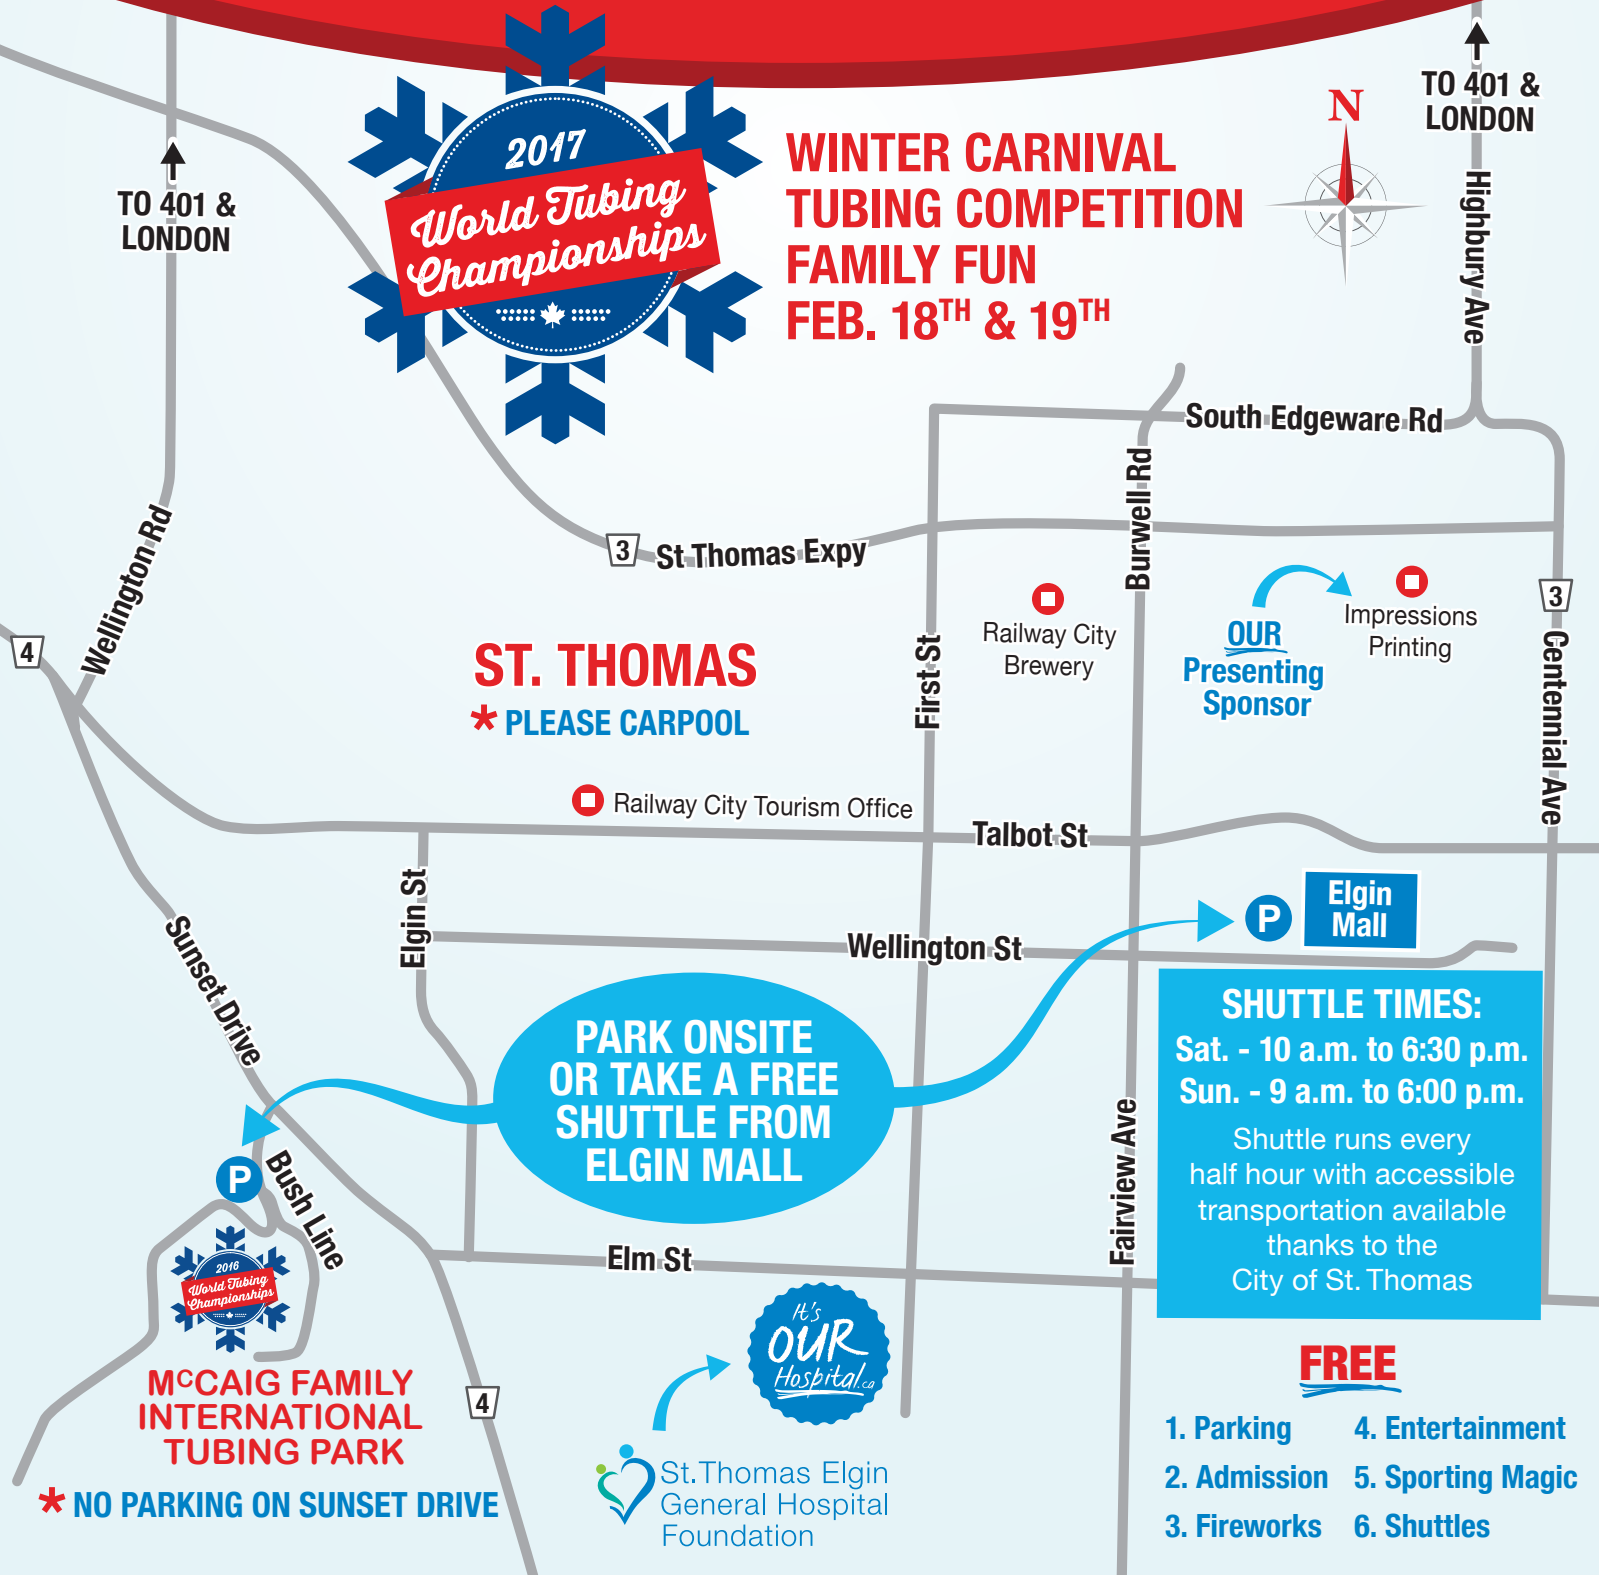 2017
World Tubing
Championships
WINTER CARNIVAL
TUBING COMPETITION
FAMILY FUN
FEB. 18TH & 19TH
N
TO 401 &
LONDON
TO 401 &
LONDON
Highbury Ave
South Edgeware Rd
Burwell Rd
Wellington Rd
3
St Thomas Expy
4
ST. THOMAS
* PLEASE CARPOOL
First St
Railway City
Brewery
OUR
Presenting
Sponsor
Impressions
Printing
3
Centennial Ave
Railway City Tourism Office
Talbot St
Elgin St
Wellington St
P
Elgin
Mall
Sunset Drive
PARK ONSITE
OR TAKE A FREE
SHUTTLE FROM
ELGIN MALL
SHUTTLE TIMES:
Sat. - 10 a.m. to 6:30 p.m.
Sun. - 9 a.m. to 6:00 p.m.
Shuttle runs every
half hour with accessible
transportation available
thanks to the
City of St. Thomas
Fairview Ave
P
Bush Line
Elm St
2016
World Tubing
Championships
MCCAIG FAMILY
INTERNATIONAL
TUBING PARK
* NO PARKING ON SUNSET DRIVE
4
It's
OUR
Hospital.ca
St.Thomas Elgin
General Hospital
Foundation
FREE
1. Parking
2. Admission
3. Fireworks
4. Entertainment
5. Sporting Magic
6. Shuttles